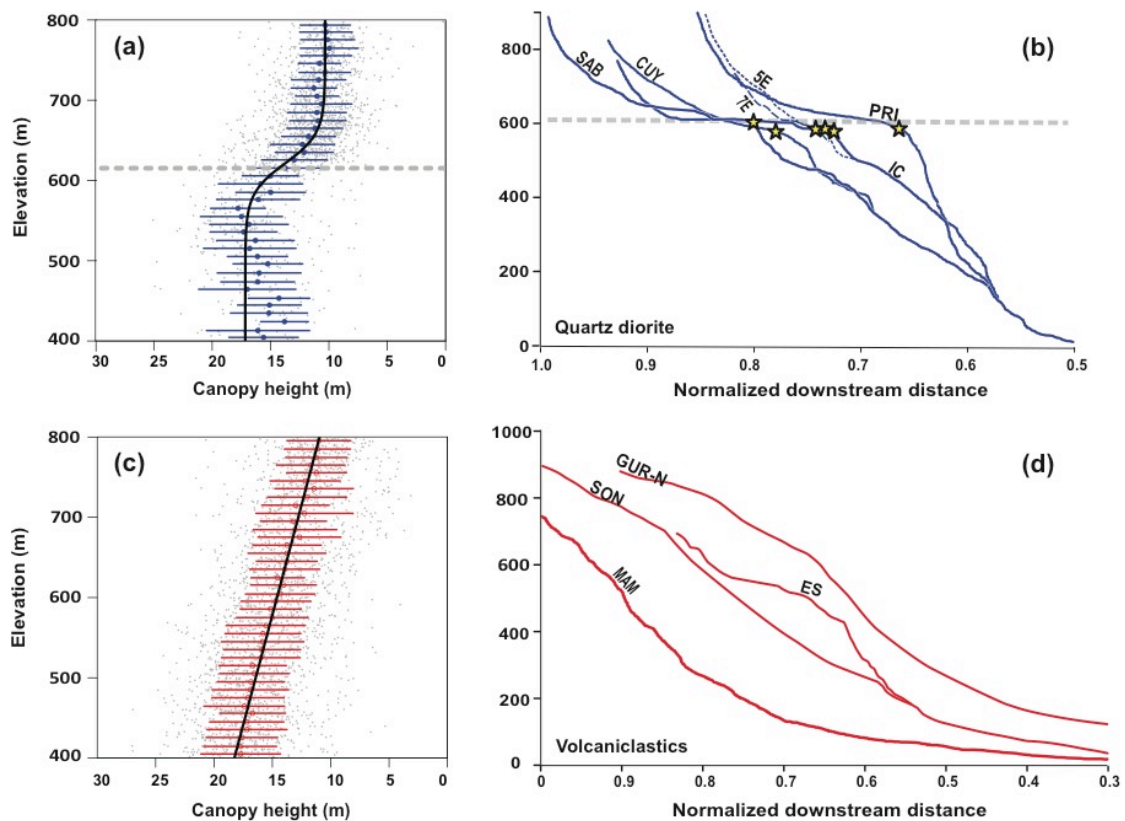 (a)
Elevation (m)
800
700
600
500
400
30 25 20 15 10 5 0
Canopy height (m)
(b)
800
600
400
200
0
SAB
CUY
7E
5E
PRI
IC
Quartz diorite
1.0 0.9 0.8 0.7 0.6 0.5
Normalized downstream distance
(c)
Elevation (m)
800
700
600
500
400
30 25 20 15 10 5 0
Canopy height (m)
(d)
1000
800
600
400
200
0
GUR-N
SON
MAM
ES
Volcaniclastics
0 0.9 0.8 0.7 0.6 0.5 0.4 0.3
Normalized downstream distance